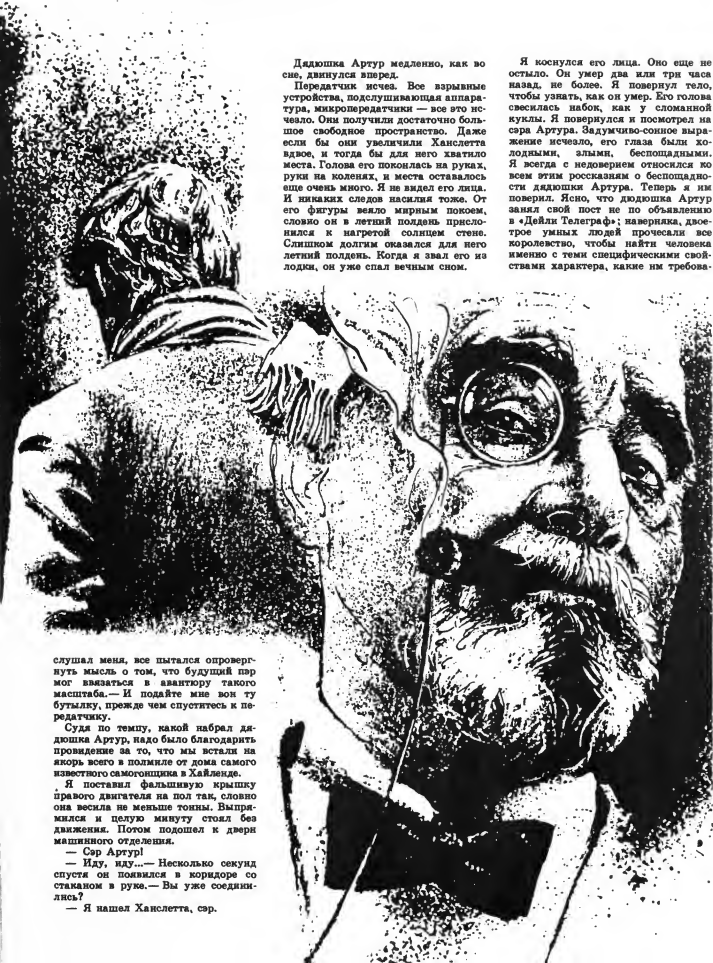 слушал меня, все пытался опроверг-
нуть мысль о том, что будущий пэр
мог ввязаться в авантюру такого
масштаба.— И подайте мне вон ту
бутылку, прежде чем спуститесь к пе-
редатчику.
Судя по темпу, какой набрал дя-
дюшка Артур, надо было благодарить
провидение за то, что мы встали на
якорь всего в полмиле от дома самого
известного самогонщика в Хайленде.
Я поставил фальшивую крышку
правого двигателя на пол так, словно
она весила не меньше тонны. Выпря-
мился и целую минуту стоял без
движения. Потом подошел к двери
машинного отделения.
— Сэр Артур!
— Иду, иду...— Несколько секунд
спустя он появился в коридоре со
стаканом в руке.— Вы уже соедини-
лись?
— Я нашел Ханслетта, сэр.
Дядюшка Артур медленно, как во
сне, двинулся вперед.
Передатчик исчез. Все взрывные
устройства, подслушивающая аппара-
тура, микропередатчики — все это ис-
чезло. Они получили достаточно боль-
шое свободное пространство. Даже
если бы они увеличили Ханслетта
вдвое, и тогда бы для него хватило
места. Голова его покоилась на руках,
руки на коленях, и места оставалось
еще очень много. Я не видел его лица.
И никаких следов насилия тоже. От
его фигуры веяло мирным покоем,
словно он в летний полдень присло-
нился к нагретой солнцем стене.
Слишком долгим оказался для него
летний полдень. Когда я звал его из
лодки, он уже спал вечным сном.
Я коснулся его лица. Оно еще не
остыло. Он умер два или три часа
назад, не более. Я повернул тело,
чтобы узнать, как он умер. Его голова
свесилась набок, как у сломанной
куклы. Я повернулся и посмотрел на
сэра Артура. Задумчиво-сонное выра-
жение исчезло, его глаза были хо-
лодными, злыми, беспощадными.
Я всегда с недоверием относился ко
всем этим россказням о беспощадно-
сти дядюшки Артура. Теперь я им
поверил. Ясно, что дюдюшка Артур
занял свой пост не по объявлению
в «Дейли Телеграф»; наверняка, двое-
трое умных людей прочесали все
королевство, чтобы найти человека
именно с теми специфическими свой-
ствами характера, какие им требова-